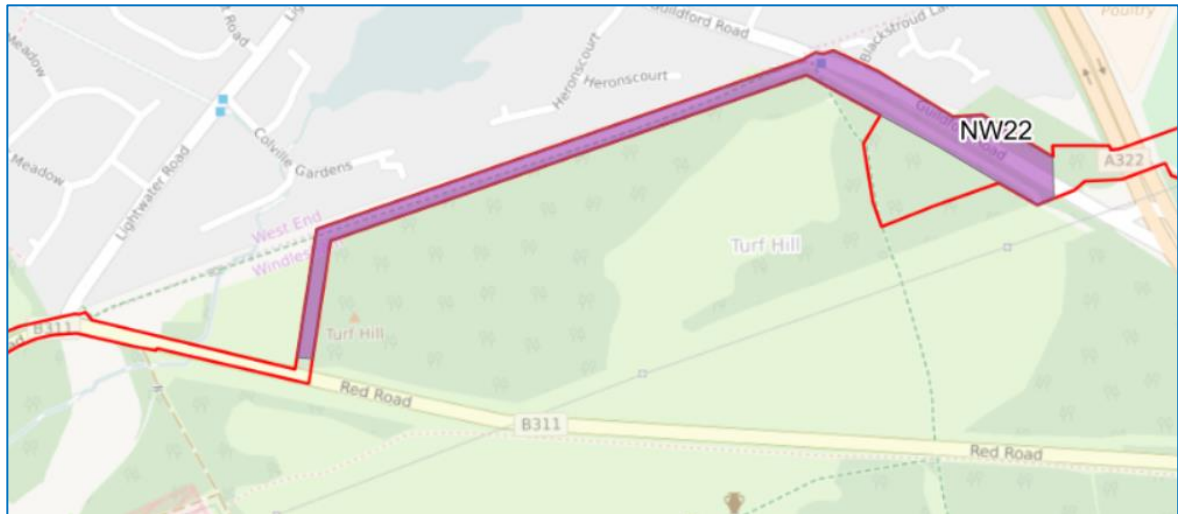 Guildford Road
Blackstroud La
Poultry
Meadow
Heronscourt
Heronscourt
Guildford Road
NW22
A322
Colville Gardens
Meadow
Lightwater Road
West End
Turf Hill
B311
Turf Hill
Red Road
B311
Red Road